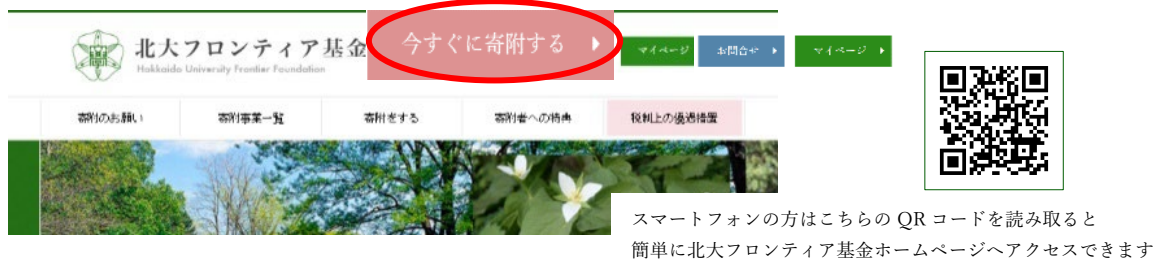 北大フロンティア基金
Hokkaido University Frontier Foundation
今すぐに寄附する
マイページ
お問合せ
マイページ
寄附のお願い
寄附事業一覧
寄附をする
寄附者への特典
税制上の優遇措置
スマートフォンの方はこちらの QR コードを読み取ると
簡単に北大フロンティア基金ホームページへアクセスできます